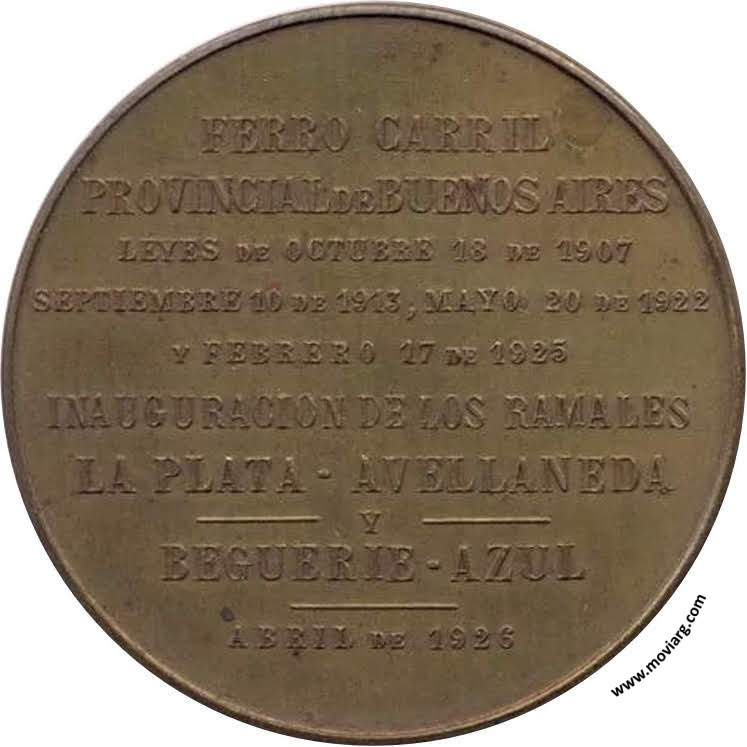 FERRO CARRIL
PROVINCIAL DE BUENOS AIRES
LEYES DE OCTUBRE 18 DE 1907
SEPTIEMBRE 10 DE 1913, MAYO 20 DE 1922
Y FEBRERO 17 DE 1925
INAUGURACION DE LOS RAMALES
LA PLATA - AVELLANEDA
Y
BEGUERIE - AZUL
ABRIL DE 1926
www.moviarg.com